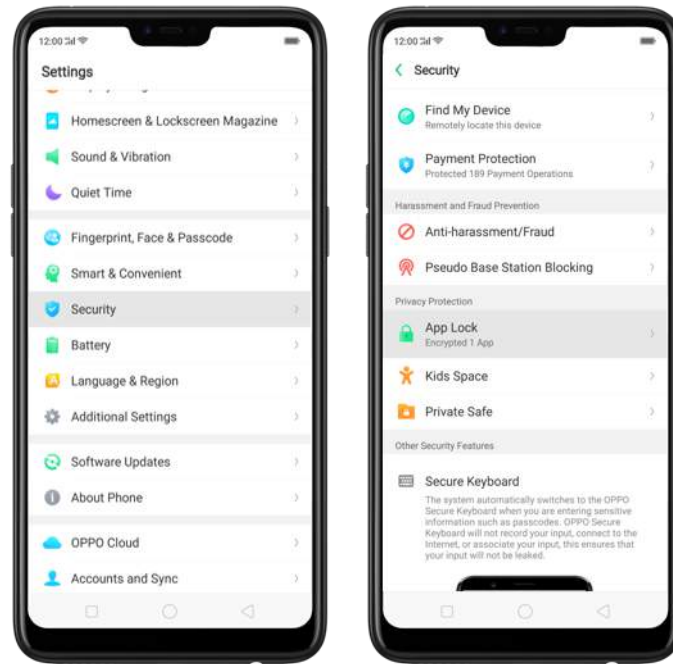 12:00
Settings
Homescreen & Lockscreen Magazine
Sound & Vibration
Quiet Time
Fingerprint, Face & Passcode
Smart & Convenient
Security
Battery
Language & Region
Additional Settings
Software Updates
About Phone
OPPO Cloud
Accounts and Sync
12:00
Security
Find My Device
Remotely locate this device
Payment Protection
Protected 189 Payment Operations
Harassment and Fraud Prevention
Anti-harassment/Fraud
Pseudo Base Station Blocking
Privacy Protection
App Lock
Encrypted 1 App
Kids Space
Private Safe
Other Security Features
Secure Keyboard
The system automatically switches to the OPPO
Secure Keyboard when you are entering sensitive
information such as passcodes. OPPO Secure
Keyboard will not record your input, connect to the
Internet, or associate your input, this ensures that
your input will not be leaked.